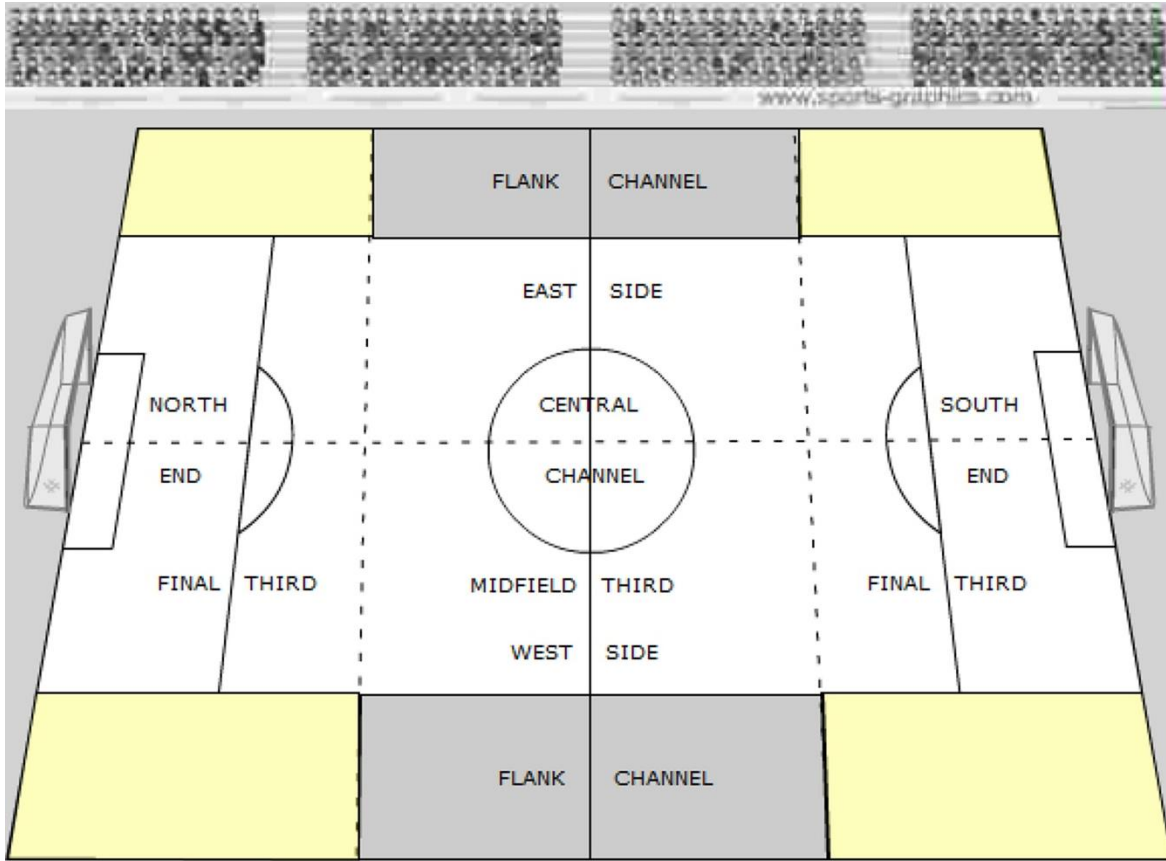 www.sports-graphics.com
FLANK CHANNEL
EAST SIDE
NORTH CENTRAL SOUTH
END CHANNEL END
FINAL THIRD MIDFIELD THIRD FINAL THIRD
WEST SIDE
FLANK CHANNEL